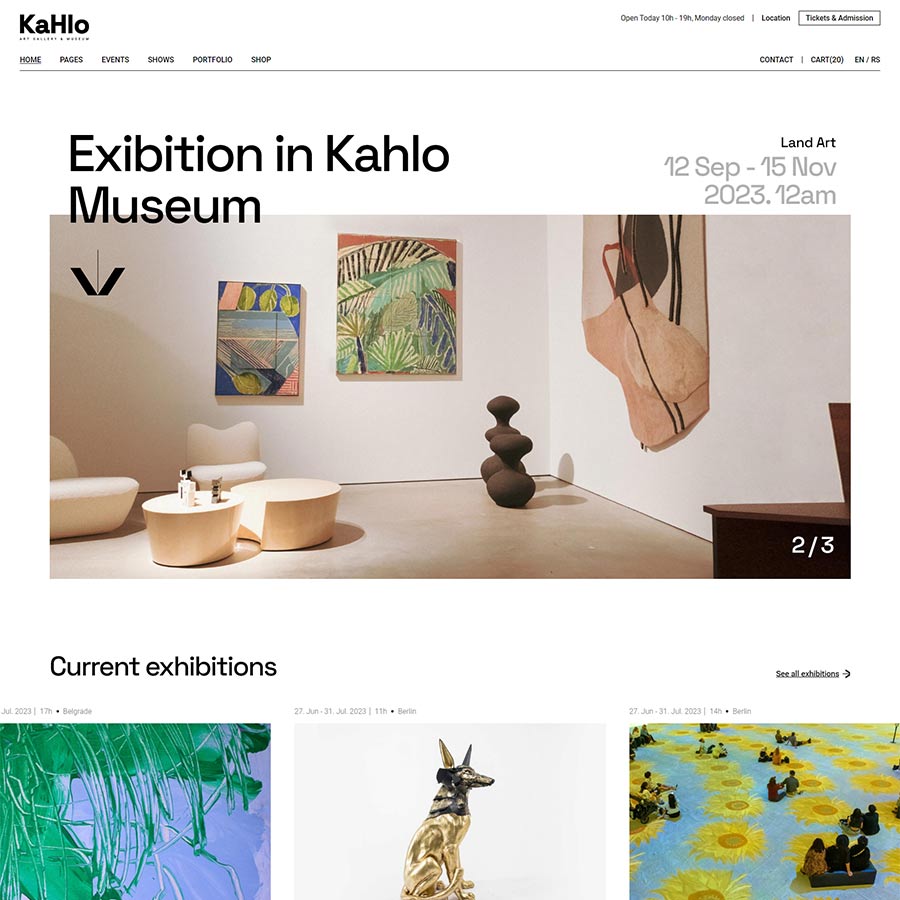 KaHlo
ART GALLERY & MUSEUM
Open Today 10h - 19h, Monday closed | Location Tickets & Admission
HOME PAGES EVENTS SHOWS PORTFOLIO SHOP CONTACT | CART(20) EN / RS
Exibition in Kahlo
Museum
Land Art
12 Sep - 15 Nov
2023. 12am
2/3
Current exhibitions
See all exhibitions
Jul. 2023 | 17h • Belgrade
27. Jun - 31. Jul. 2023 | 11h • Berlin
27. Jun - 31. Jul. 2023 | 14h • Berlin